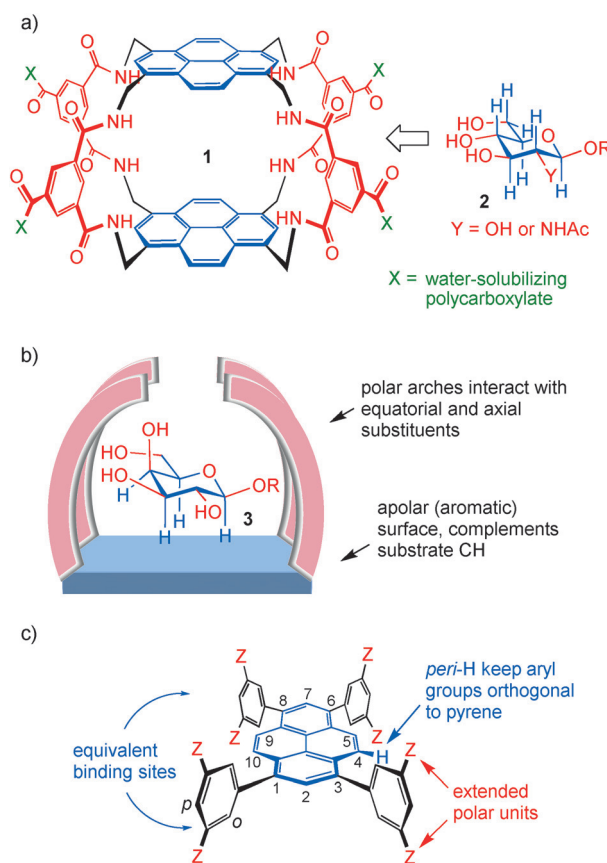 a)
X O O NH HN O O X
O NH HN O
O 1 O
NH HN
O X NH HN X O
O O
H
HO O H
HO OR
HO H H Y H
2
Y = OH or NHAc
X = water-solubilizing
polycarboxylate
b)
polar arches interact with
equatorial and axial
substituents
OH
HO O
HO OR
H HO
H H H
3
apolar (aromatic)
surface, complements
substrate CH
c)
peri-H keep aryl
groups orthogonal
to pyrene
equivalent
binding sites
Z Z
8 7 6
Z Z
9 5
Z 10 4 H Z
1 2 3
p o
Z Z
extended
polar units